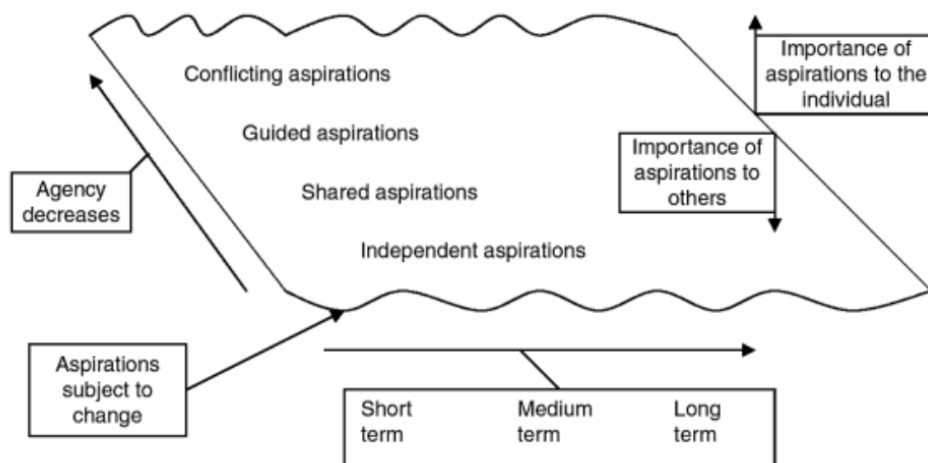 Conflicting aspirations
Guided aspirations
Shared aspirations
Independent aspirations
Importance of
aspirations to the
individual
Importance of
aspirations to
others
Agency
decreases
Aspirations
subject to
change
Short
term
Medium
term
Long
term